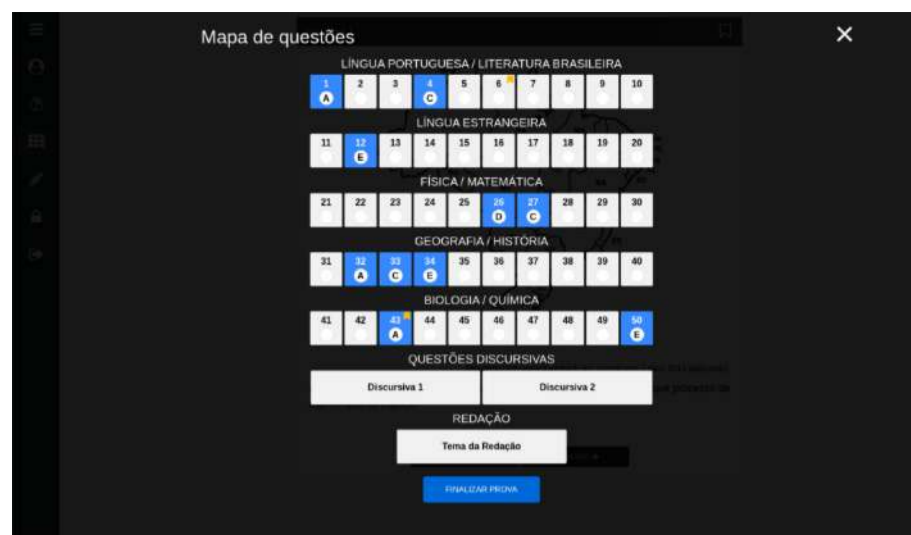 Mapa de questões
LÍNGUA PORTUGUESA / LITERATURA BRASILEIRA
1 2 3 4 5 6 7 8 9 10
A C
LÍNGUA ESTRANGEIRA
11 12 13 14 15 16 17 18 19 20
E
FÍSICA / MATEMÁTICA
21 22 23 24 25 26 27 28 29 30
D C
GEOGRAFIA / HISTÓRIA
31 32 33 34 35 36 37 38 39 40
A C E
BIOLOGIA / QUÍMICA
41 42 43 44 45 46 47 48 49 50
A E
QUESTÕES DISCURSIVAS
Discursiva 1 Discursiva 2
REDAÇÃO
Tema da Redação
FINALIZAR PROVA